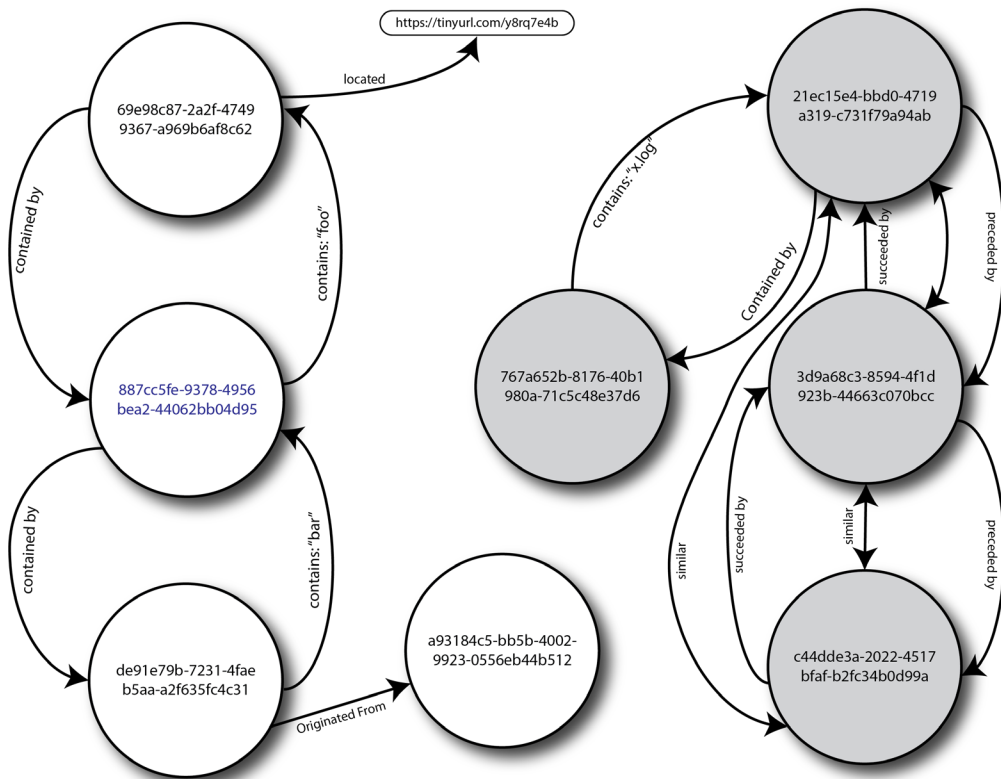 https://tinyurl.com/y8rq7e4b
located
69e98c87-2a2f-4749
9367-a969b6af8c62
contained by
contains: "foo"
887cc5fe-9378-4956
bea2-44062bb04d95
contained by
contains: "bar"
de91e79b-7231-4fae
b5aa-a2f635fc4c31
Originated From
a93184c5-bb5b-4002-
9923-0556eb44b512
21ec15e4-bbd0-4719
a319-c731f79a94ab
contains: "x.log"
Contained by
succeeded by
preceded by
767a652b-8176-40b1
980a-71c5c48e37d6
3d9a68c3-8594-4f1d
923b-44663c070bcc
similar
succeeded by
similar
preceded by
c44dde3a-2022-4517
bfaf-b2fc34b0d99a